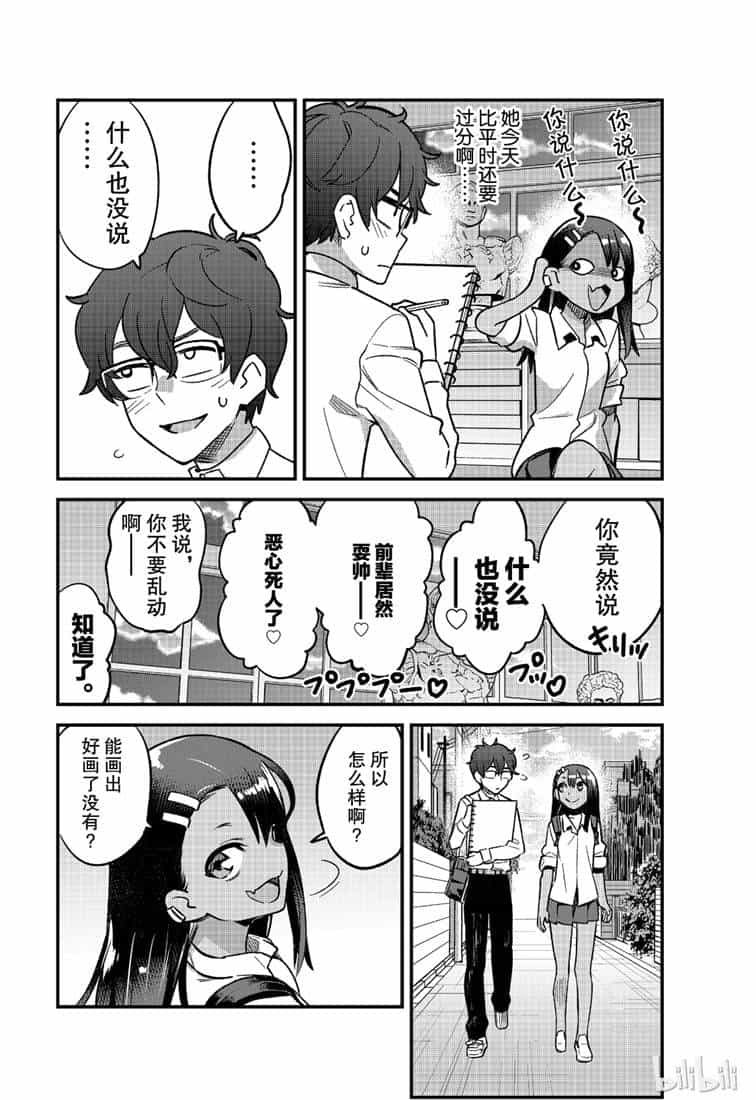 你说什么～
你说什么～
她今天
比平时还要
过分啊……
……
什么也没说
……
你竟然说
キリッ
什么
也没说
——♡
プッ♡
前辈居然
耍帅——♡
恶心死人了♡
ププププー♡
我说，
你不要乱动
啊——
知道了。
所以
怎么样啊？
能画出
好画了没有？
bilibili